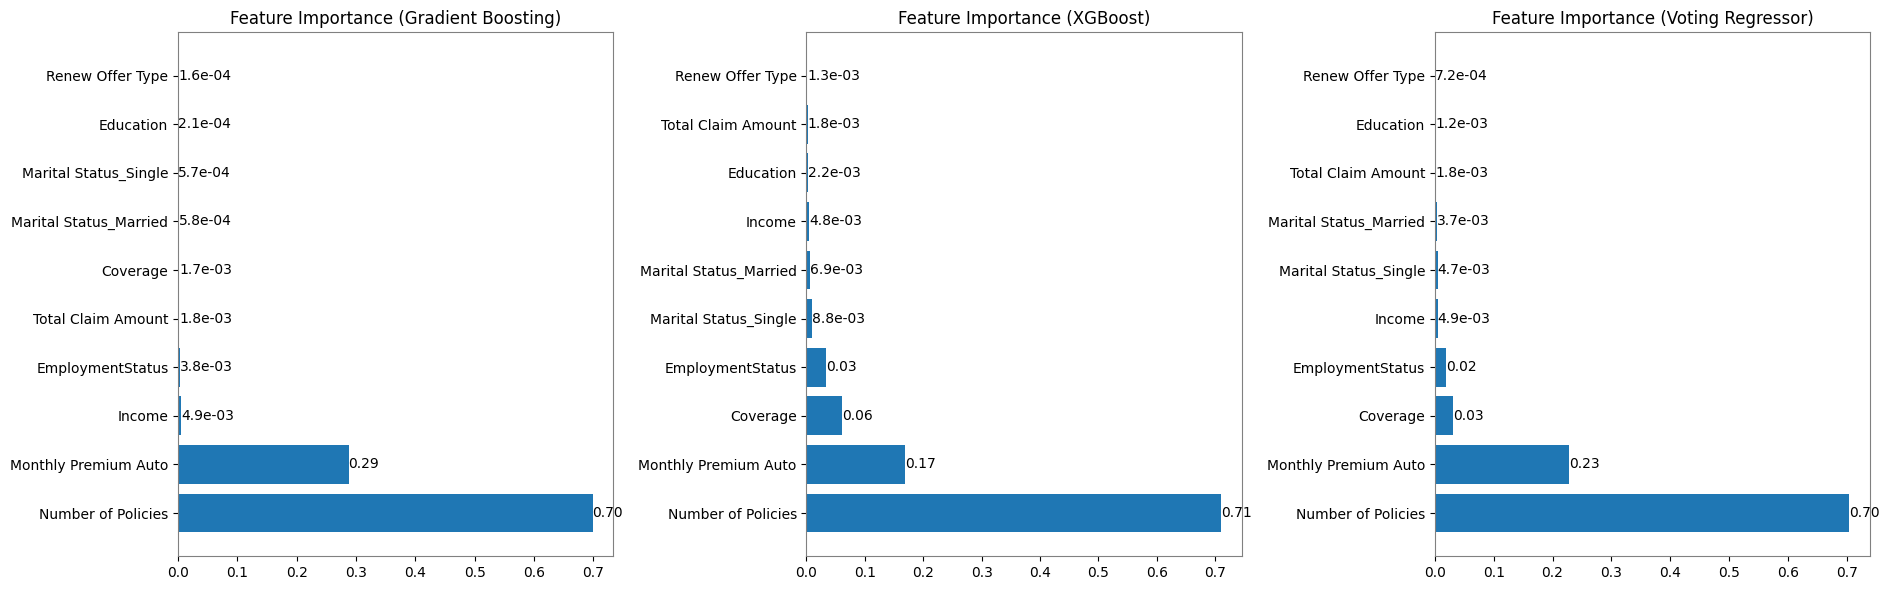 Feature Importance (Gradient Boosting)
Renew Offer Type 1.6e-04
Education 2.1e-04
Marital Status_Single 5.7e-04
Marital Status_Married 5.8e-04
Coverage 1.7e-03
Total Claim Amount 1.8e-03
EmploymentStatus 3.8e-03
Income 4.9e-03
Monthly Premium Auto 0.29
Number of Policies 0.70
0.0 0.1 0.2 0.3 0.4 0.5 0.6 0.7
Feature Importance (XGBoost)
Renew Offer Type 1.3e-03
Total Claim Amount 1.8e-03
Education 2.2e-03
Income 4.8e-03
Marital Status_Married 6.9e-03
Marital Status_Single 8.8e-03
EmploymentStatus 0.03
Coverage 0.06
Monthly Premium Auto 0.17
Number of Policies 0.71
0.0 0.1 0.2 0.3 0.4 0.5 0.6 0.7
Feature Importance (Voting Regressor)
Renew Offer Type 7.2e-04
Education 1.2e-03
Total Claim Amount 1.8e-03
Marital Status_Married 3.7e-03
Marital Status_Single 4.7e-03
Income 4.9e-03
EmploymentStatus 0.02
Coverage 0.03
Monthly Premium Auto 0.23
Number of Policies 0.70
0.0 0.1 0.2 0.3 0.4 0.5 0.6 0.7